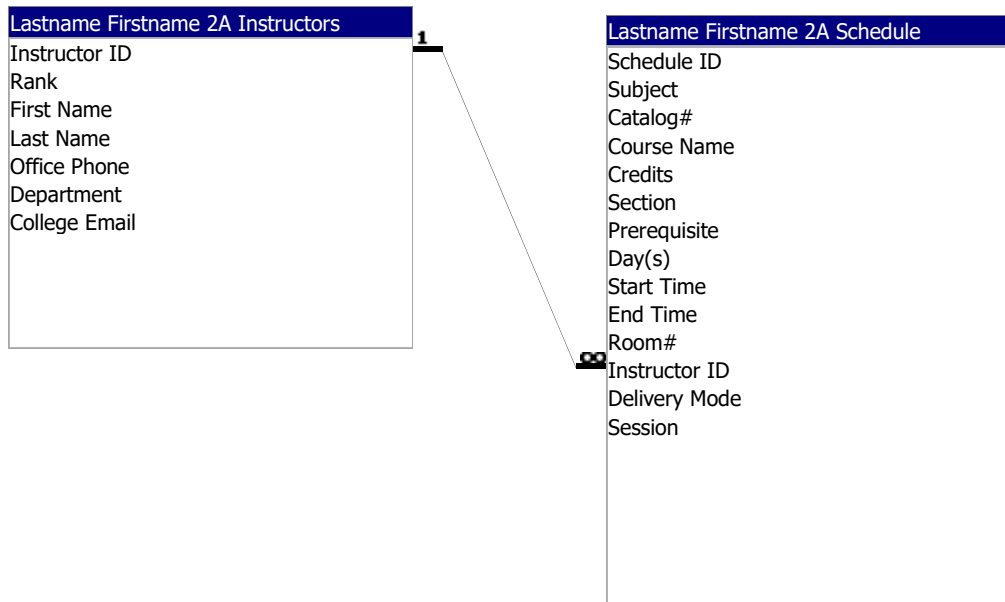 Lastname Firstname 2A Instructors
Instructor ID
Rank
First Name
Last Name
Office Phone
Department
College Email
1
∞
Lastname Firstname 2A Schedule
Schedule ID
Subject
Catalog#
Course Name
Credits
Section
Prerequisite
Day(s)
Start Time
End Time
Room#
Instructor ID
Delivery Mode
Session